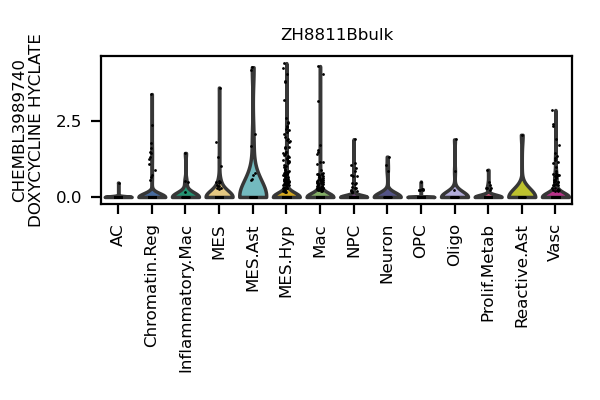 ZH8811Bbulk
CHEMBL3989740
DOXYCYCLINE HYCLATE
2.5
0.0
AC
Chromatin.Reg
Inflammatory.Mac
MES
MES.Ast
MES.Hyp
Mac
NPC
Neuron
OPC
Oligo
Prolif.Metab
Reactive.Ast
Vasc